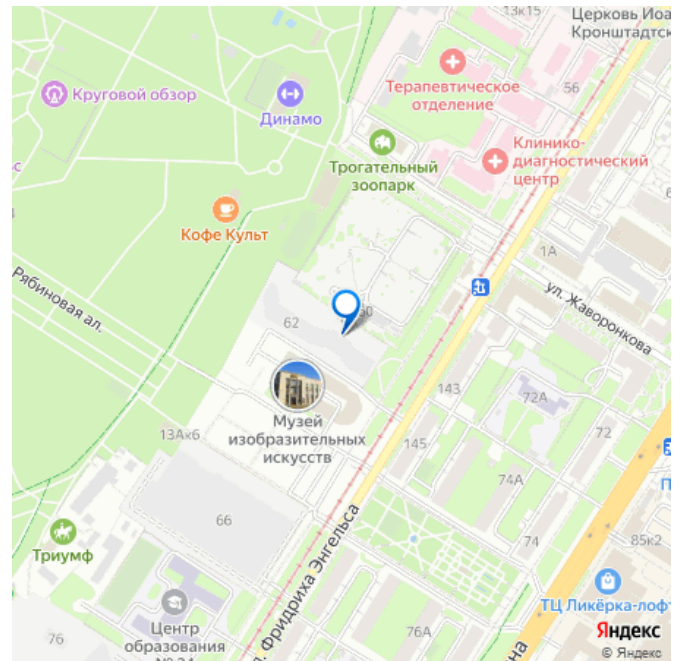 13к15
Церковь Иоа
Кронштадтск
Терапевтическое
отделение
56
Круговой обзор
Динамо
Клинико-
диагностический
центр
Трогательный
зоопарк
Кофе Культ
1А
ул. Жаворонкова
Рябиновая ал.
62
Музей
изобразительных
искусств
143
72А
72
145
13Ак6
74А
66
ул. Фридриха Энгельса
74
85к2
Триумф
ТЦ Ликёрка-лофт
Центр
образования
76
76А
на
Яндекс
© Яндекс